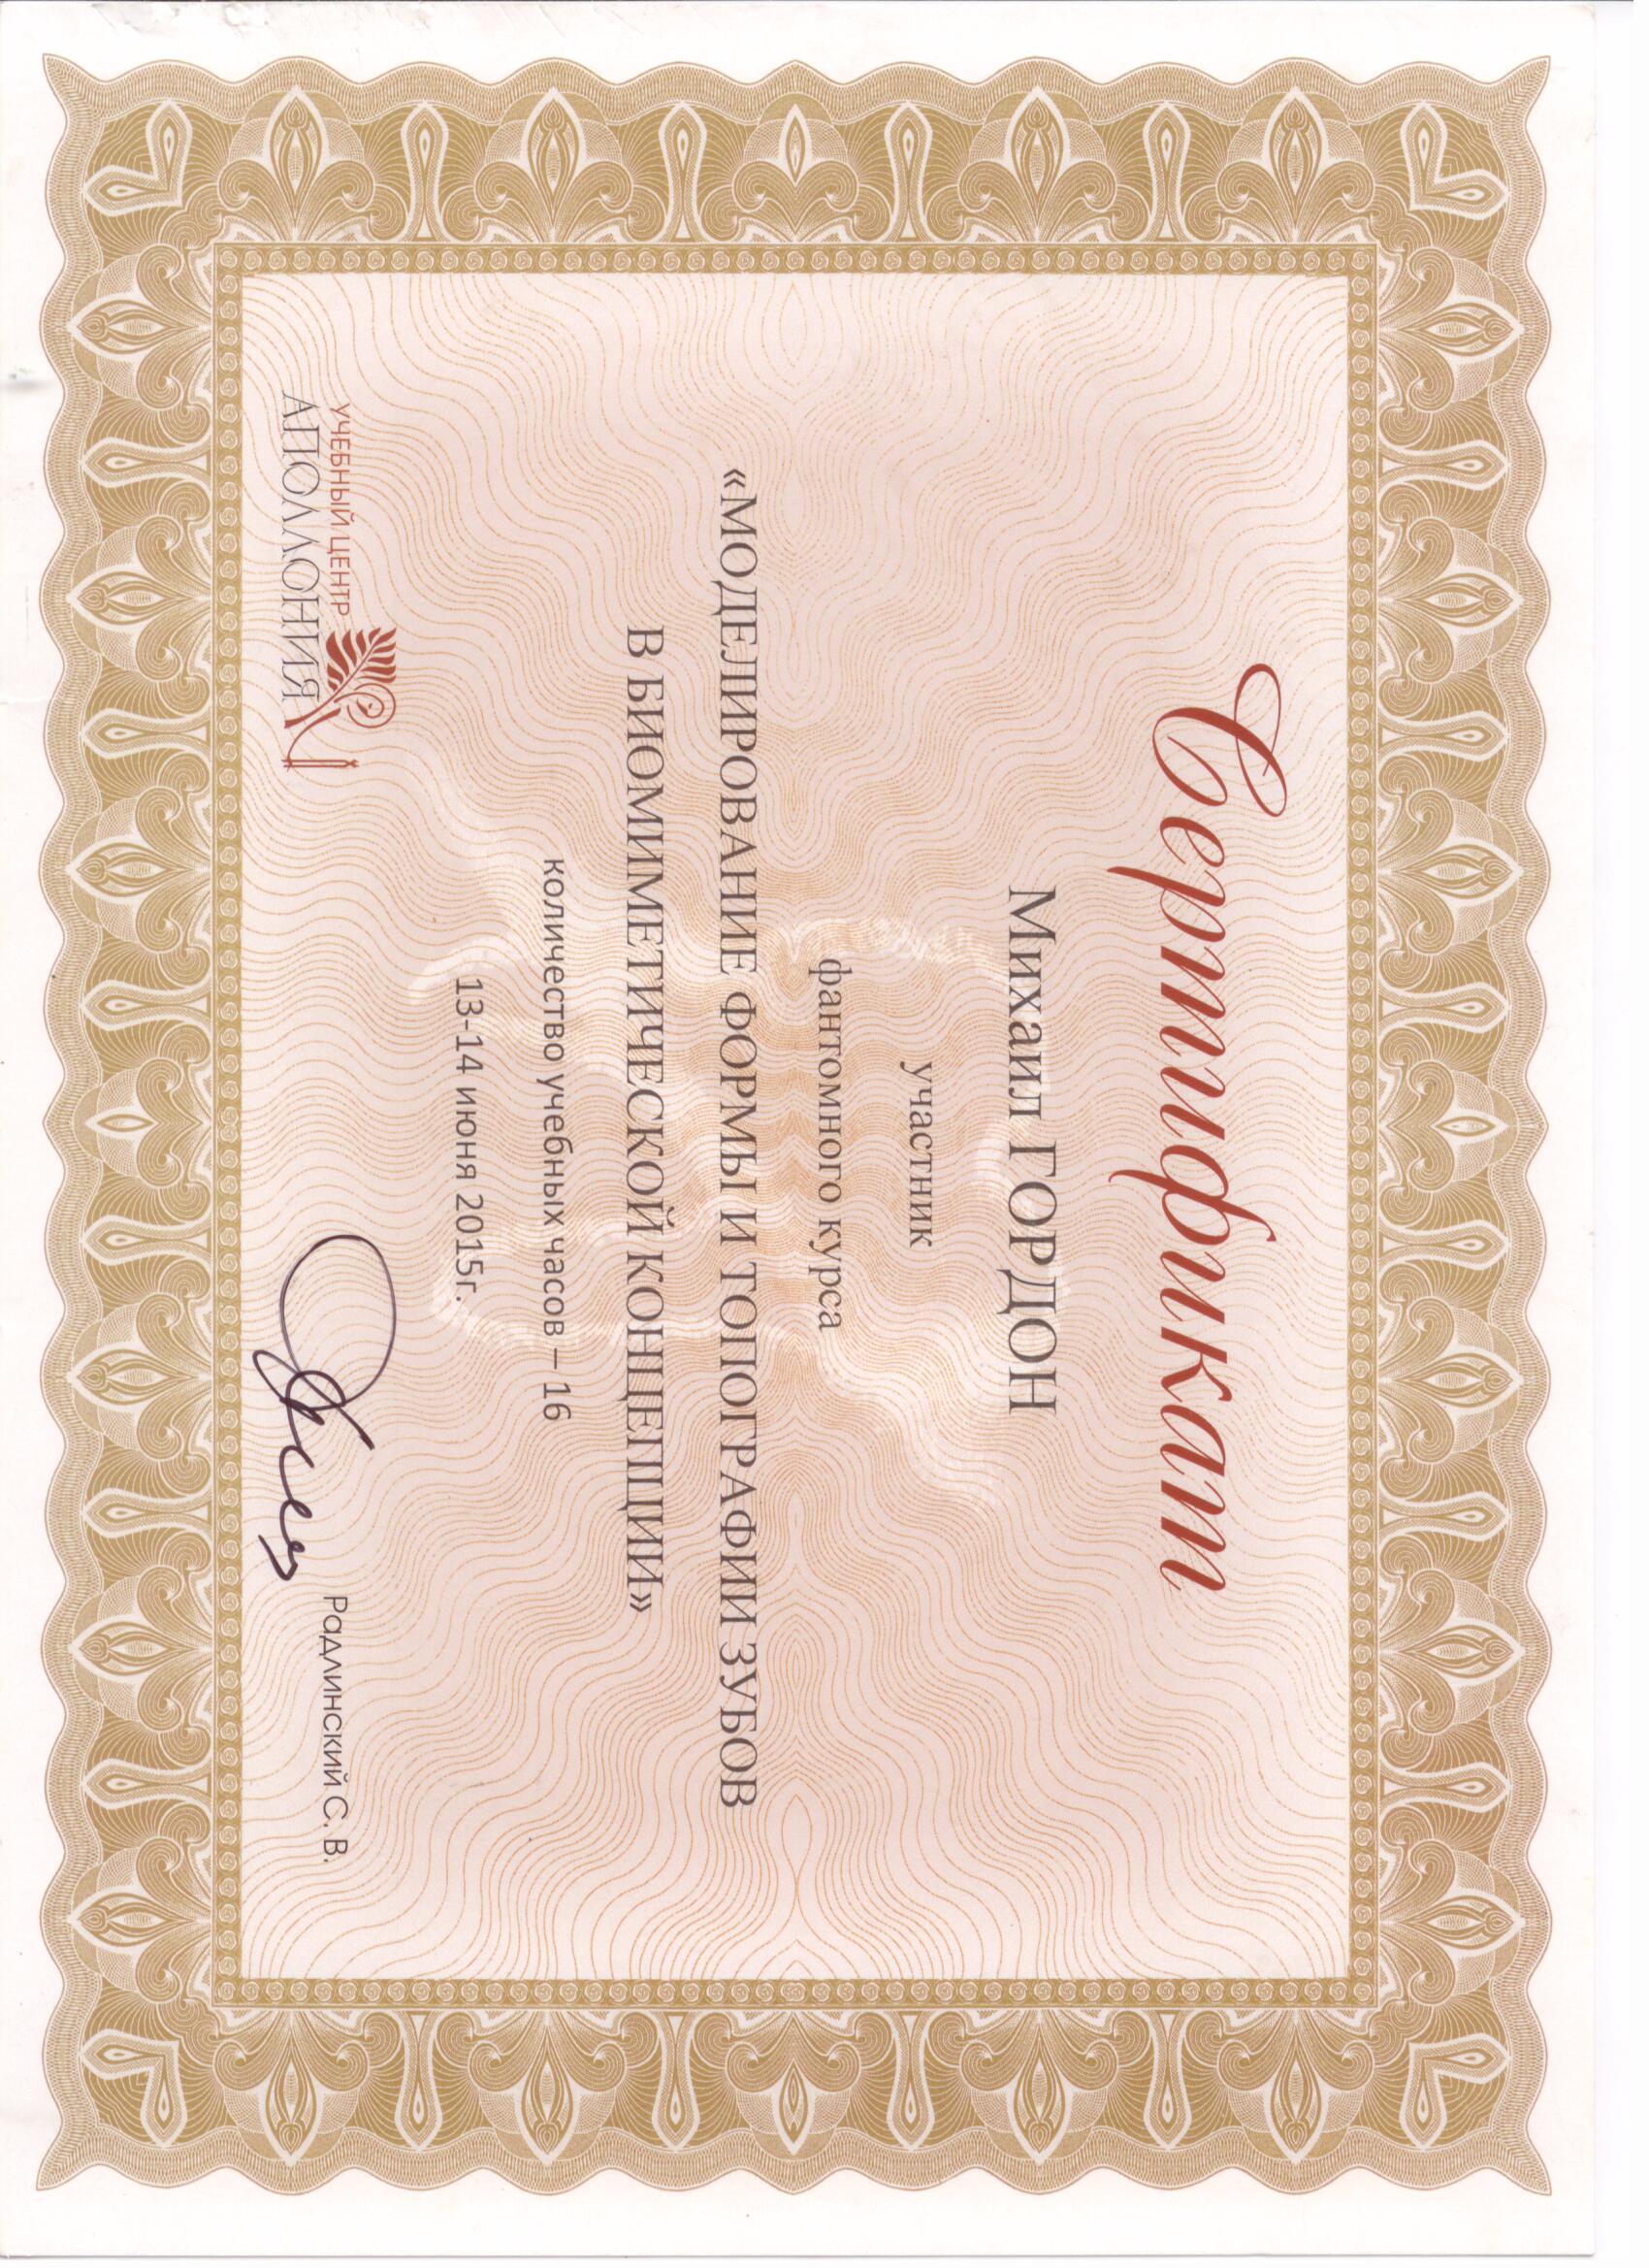 Сертификат
Михаил ГОРДОН
участник
фантомного курса
«МОДЕЛИРОВАНИЕ ФОРМЫ И ТОПОГРАФИИ ЗУБОВ
В БИОМИМЕТИЧЕСКОЙ КОНЦЕПЦИИ»
количество учебных часов – 16
13-14 июня 2015г.
УЧЕБНЫЙ ЦЕНТР
АПОЛЛОНИЯ
Радлинский С. В.